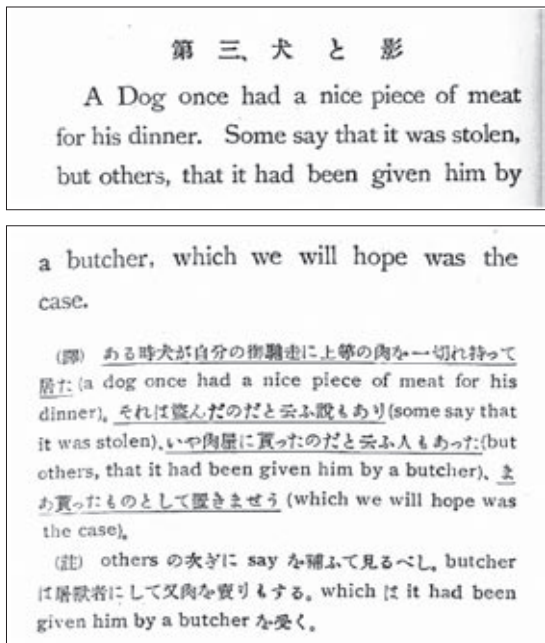 第三、犬と影
A Dog once had a nice piece of meat
for his dinner. Some say that it was stolen,
but others, that it had been given him by
a butcher, which we will hope was the
case.
(譯) ある時犬が自分の御馳走に上等の肉を一切れ持って
居た(a dog once had a nice piece of meat for his
dinner)。それは盗んだのだと云ふ說もあり(some say that
it was stolen)、いや肉屋に貰ったのだと云ふ人もあった(but
others, that it had been given him by a butcher)、ま
あ貰ったものとして置きませう (which we will hope was
the case)。
(註) others の次ぎに say を補ふて見るべし。butcher
は屠獸者にして又肉を賣りもする。which は it had been
given him by a butcher を受く。